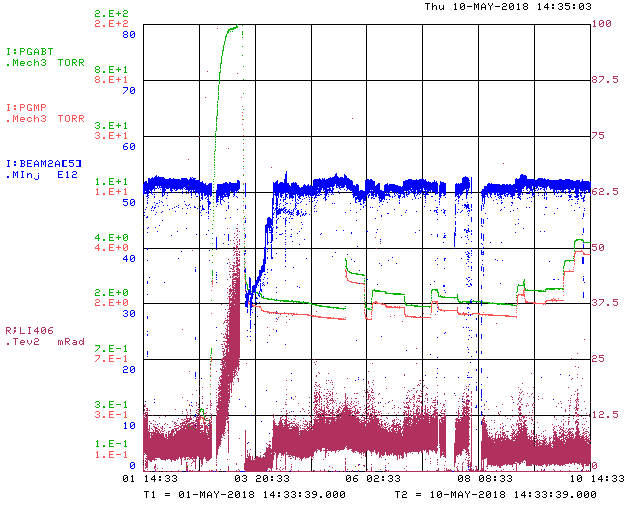 Thu 10-MAY-2018 14:35:03
2.E+2
2.E+2
80
100
I:PGABT
.Mech3 TORR
8.E+1
8.E+1
70
87.5
I:PGMP
.Mech3 TORR
3.E+1
3.E+1
60
75
I:BEAM2A[5]
.MInj E12
1.E+1
1.E+1
50
62.5
4.E+0
4.E+0
40
50
2.E+0
2.E+0
30
37.5
R:LI406
.Tev2 mRad
7.E-1
7.E-1
20
25
3.E-1
3.E-1
10
12.5
1.E-1
1.E-1
0
0
01 14:33 03 20:33 06 02:33 08 08:33 10 14:33
T1 = 01-MAY-2018 14:33:39.000 T2 = 10-MAY-2018 14:33:39.000